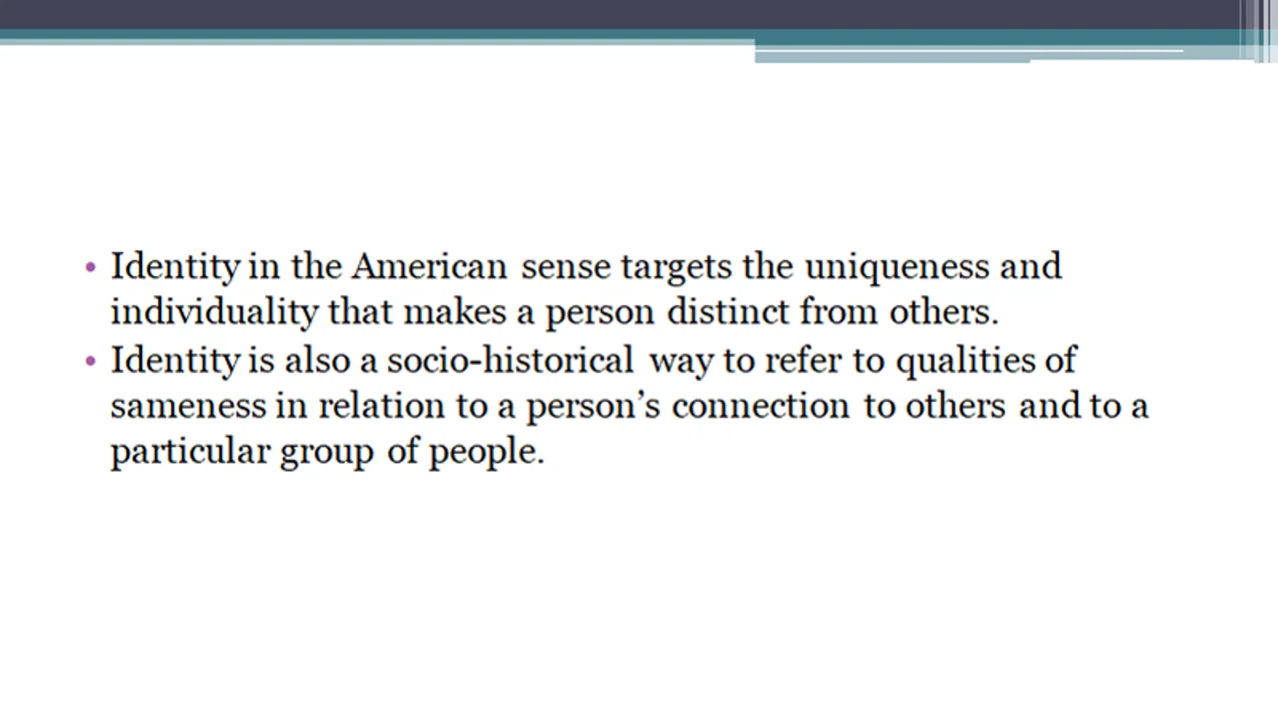 • Identity in the American sense targets the uniqueness and
individuality that makes a person distinct from others.
• Identity is also a socio-historical way to refer to qualities of
sameness in relation to a person’s connection to others and to a
particular group of people.